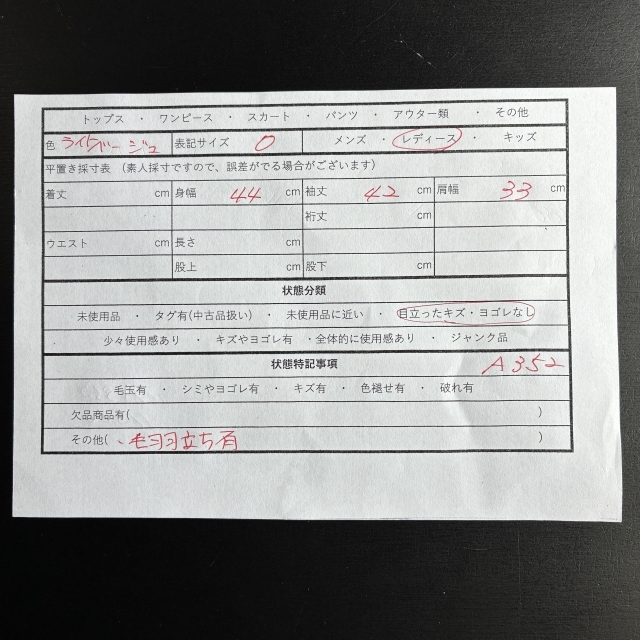 トップス ・ ワンピース ・ スカート ・ パンツ ・ アウター類 ・ その他
色 ライトベージュ 表記サイズ 0 メンズ ・ レディース ・ キッズ
平置き採寸表 (素人採寸ですので、誤差がでる場合がございます)
着丈 cm 身幅 44 cm 袖丈 42 cm 肩幅 33 cm
裄丈 cm
ウエスト cm 長さ cm
股上 cm 股下 cm
状態分類
未使用品 ・ タグ有(中古品扱い) ・ 未使用品に近い ・ 目立ったキズ・ヨゴレなし
少々使用感あり ・ キズやヨゴレ有 ・全体的に使用感あり ・ ジャンク品
状態特記事項 A352
毛玉有 ・ シミやヨゴレ有 ・ キズ有 ・ 色褪せ有 ・ 破れ有
欠品商品有( )
その他( ・毛羽立ち有 )